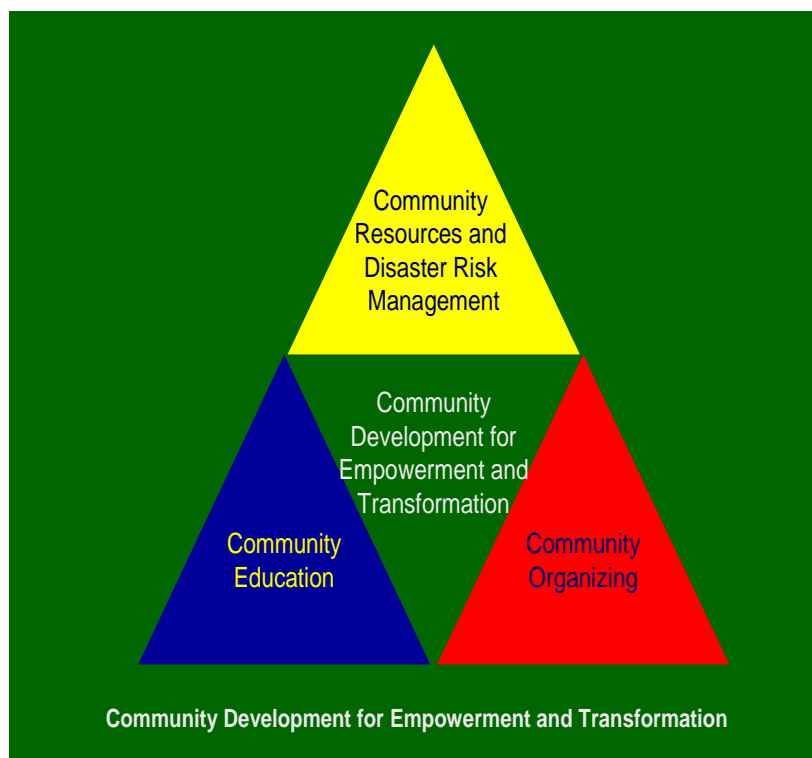 Community
Resources and
Disaster Risk
Management
Community
Development for
Empowerment and
Transformation
Community
Education
Community
Organizing
Community Development for Empowerment and Transformation